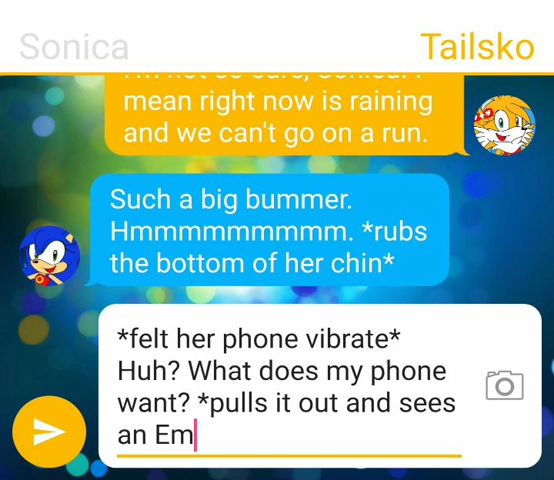 Sonica Tailsko
mean right now is raining
and we can't go on a run.
Such a big bummer.
Hmmmmmmmmm. *rubs
the bottom of her chin*
*felt her phone vibrate*
Huh? What does my phone
want? *pulls it out and sees
an Em